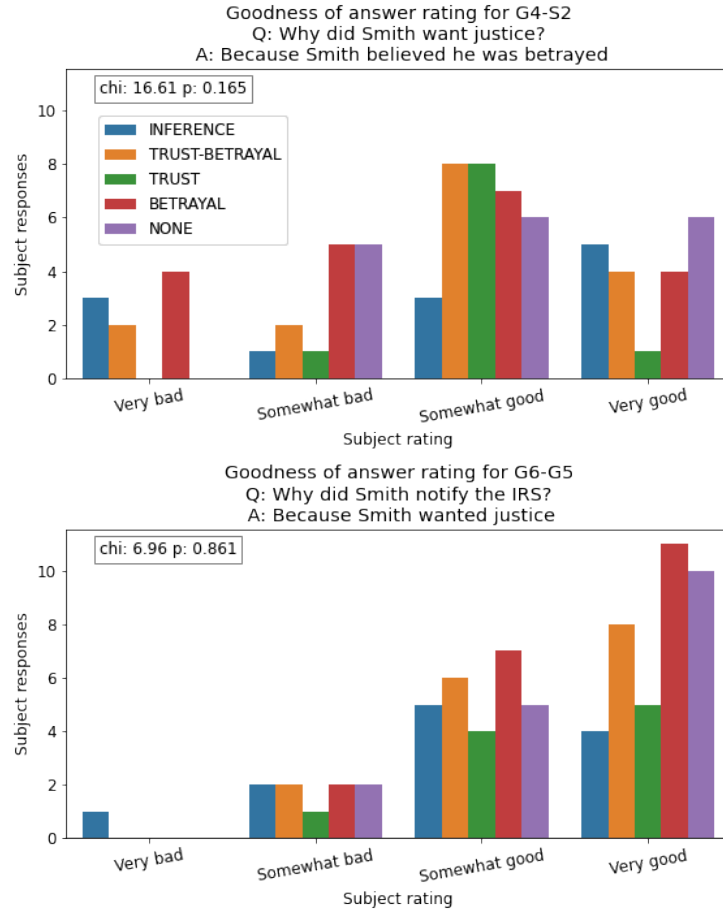 Goodness of answer rating for G4-S2
Q: Why did Smith want justice?
A: Because Smith believed he was betrayed
chi: 16.61 p: 0.165
INFERENCE
TRUST-BETRAYAL
TRUST
BETRAYAL
NONE
Subject responses
10
8
6
4
2
0
Very bad
Somewhat bad
Somewhat good
Very good
Subject rating
Goodness of answer rating for G6-G5
Q: Why did Smith notify the IRS?
A: Because Smith wanted justice
chi: 6.96 p: 0.861
Subject responses
10
8
6
4
2
0
Very bad
Somewhat bad
Somewhat good
Very good
Subject rating